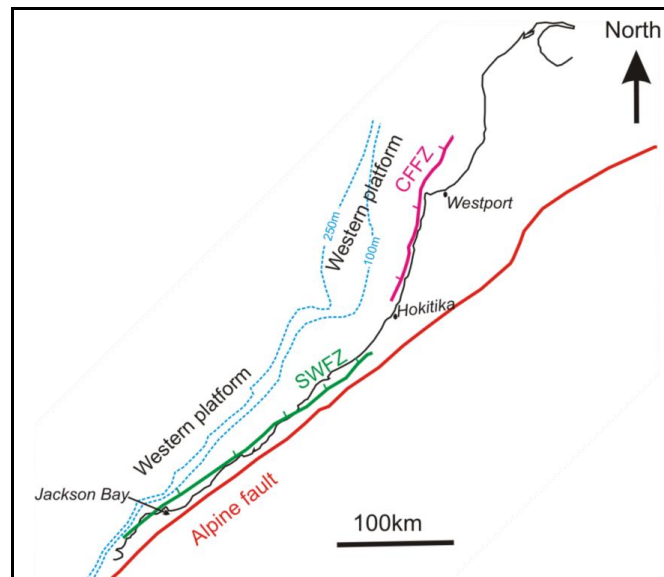 North
Western platform
CFFZ
250m
100m
Westport
Hokitika
SWFZ
Western platform
Jackson Bay
Alpine fault
100km